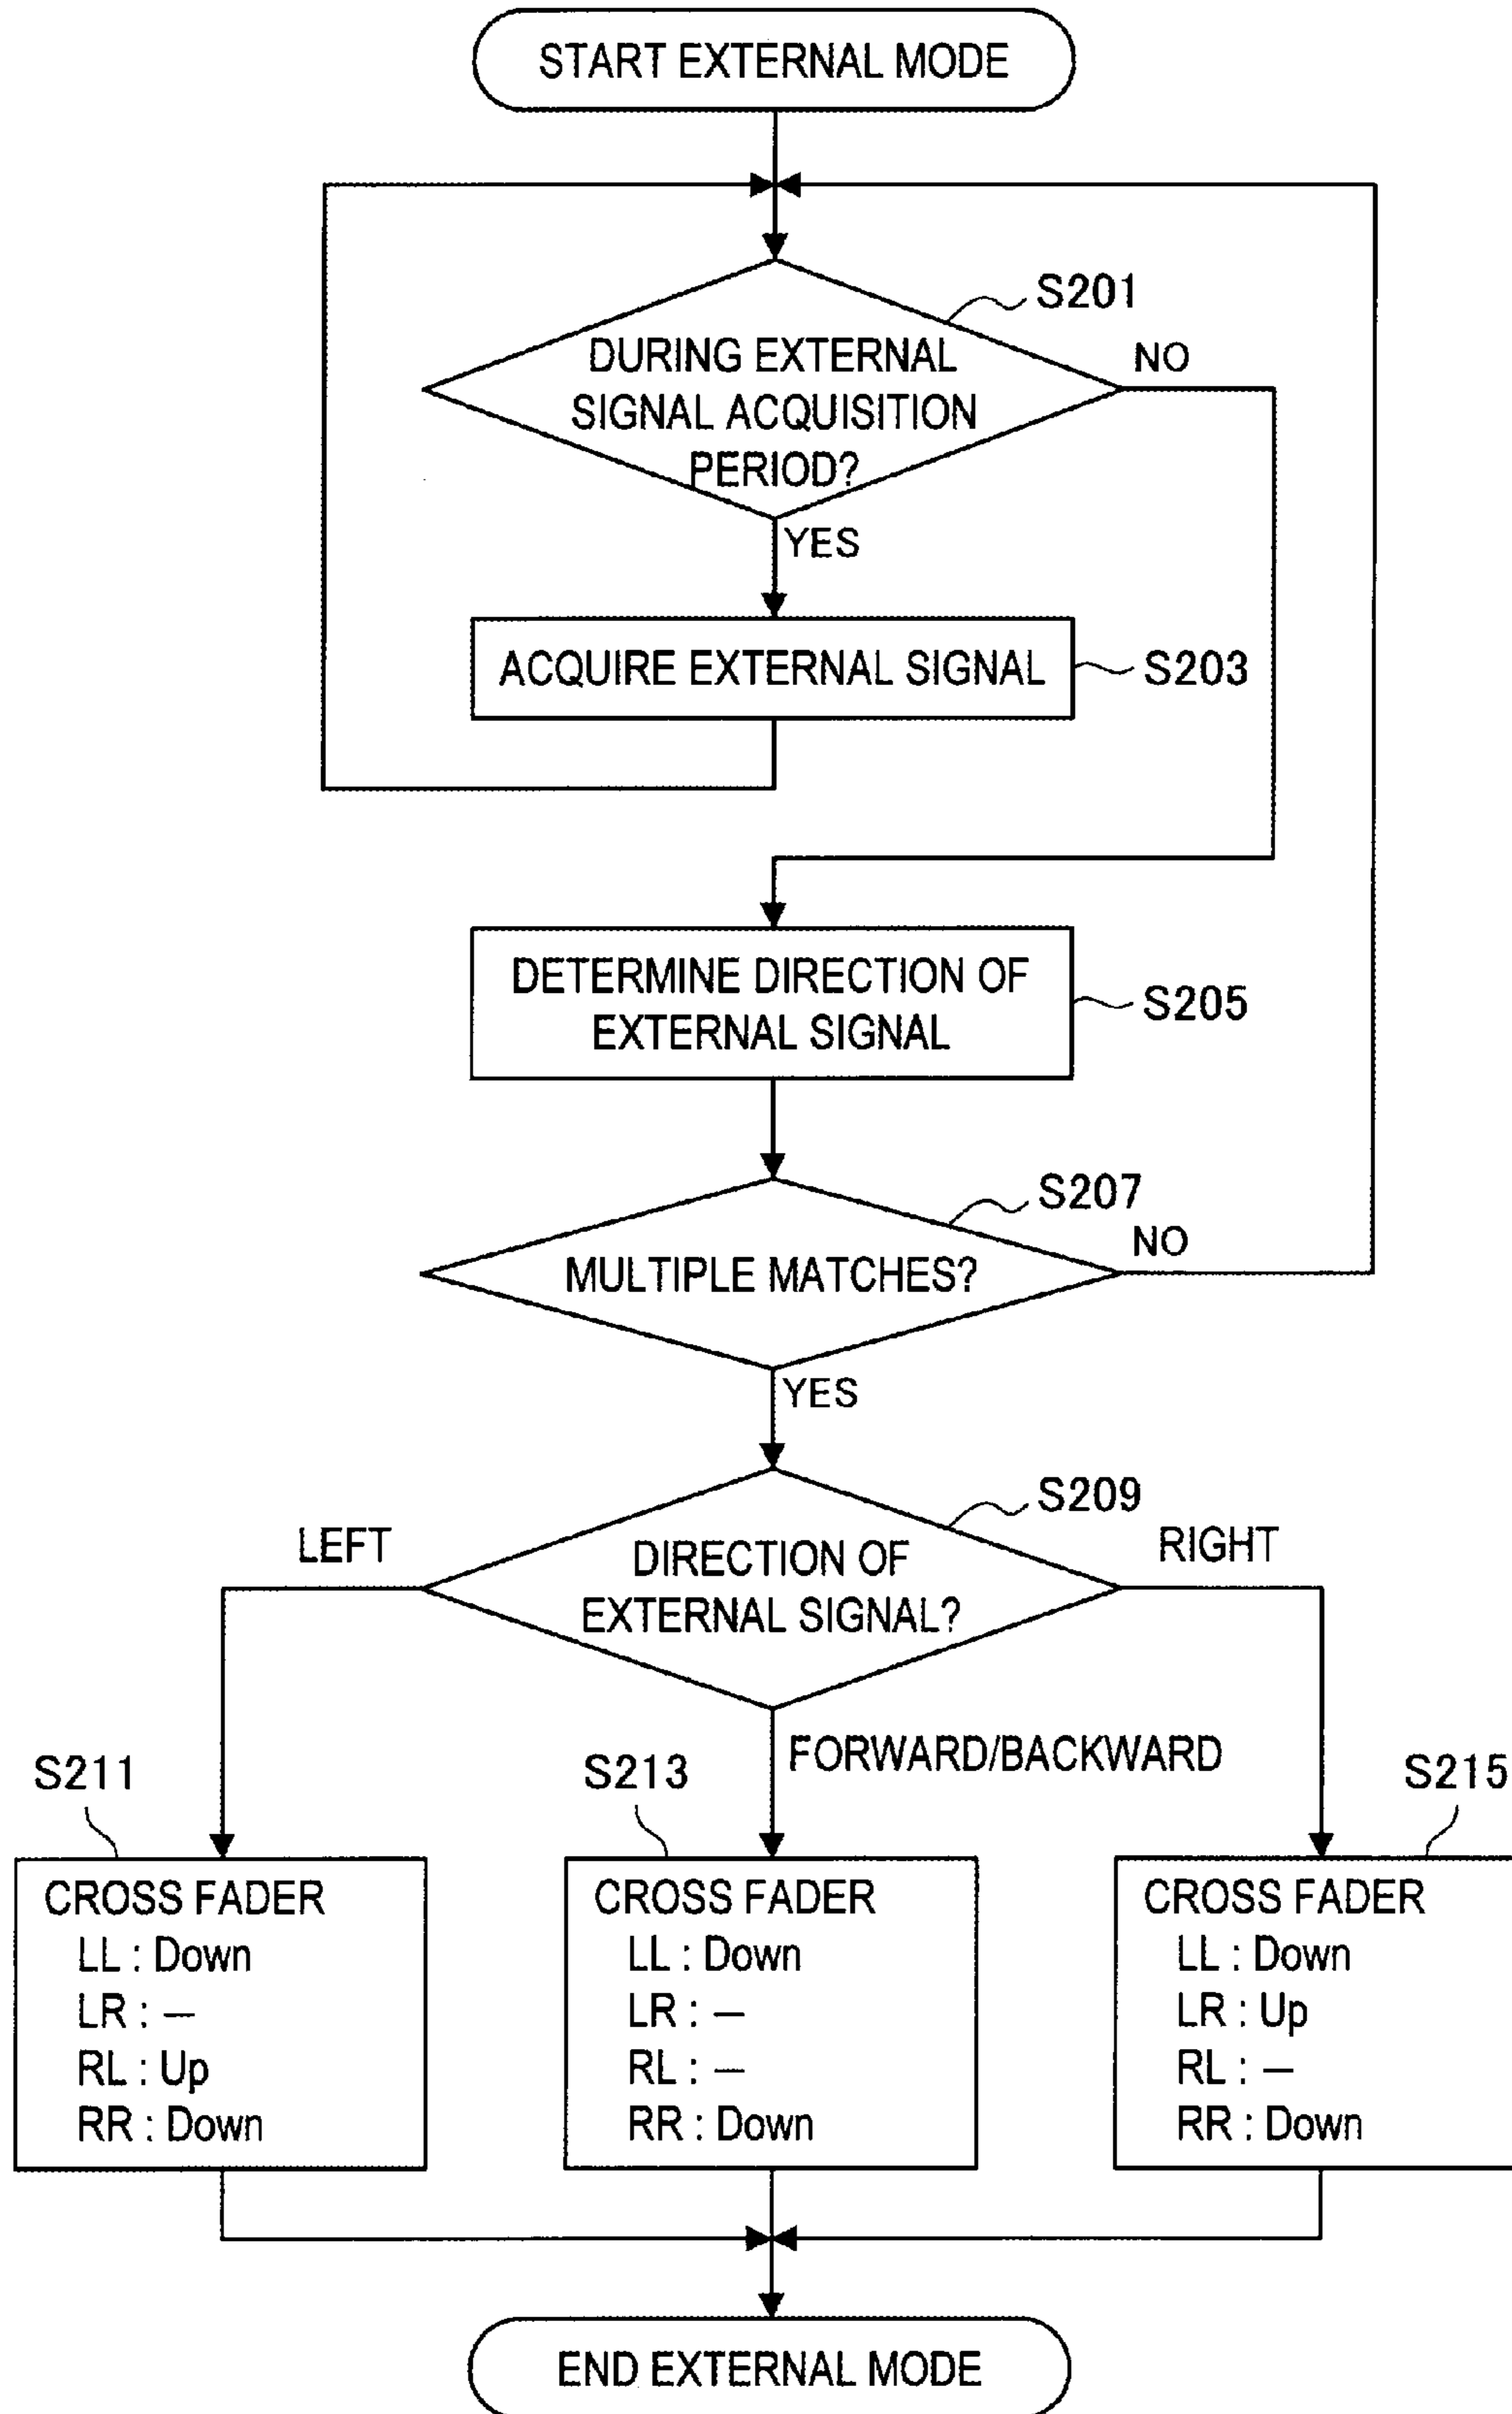 START EXTERNAL MODE
S201
DURING EXTERNAL
SIGNAL ACQUISITION
PERIOD?
NO
YES
ACQUIRE EXTERNAL SIGNAL
S203
DETERMINE DIRECTION OF
EXTERNAL SIGNAL
S205
S207
MULTIPLE MATCHES?
NO
YES
S209
LEFT
DIRECTION OF
EXTERNAL SIGNAL?
RIGHT
FORWARD/BACKWARD
S211
CROSS FADER
LL : Down
LR : —
RL : Up
RR : Down
S213
CROSS FADER
LL : Down
LR : —
RL : —
RR : Down
S215
CROSS FADER
LL : Down
LR : Up
RL : —
RR : Down
END EXTERNAL MODE